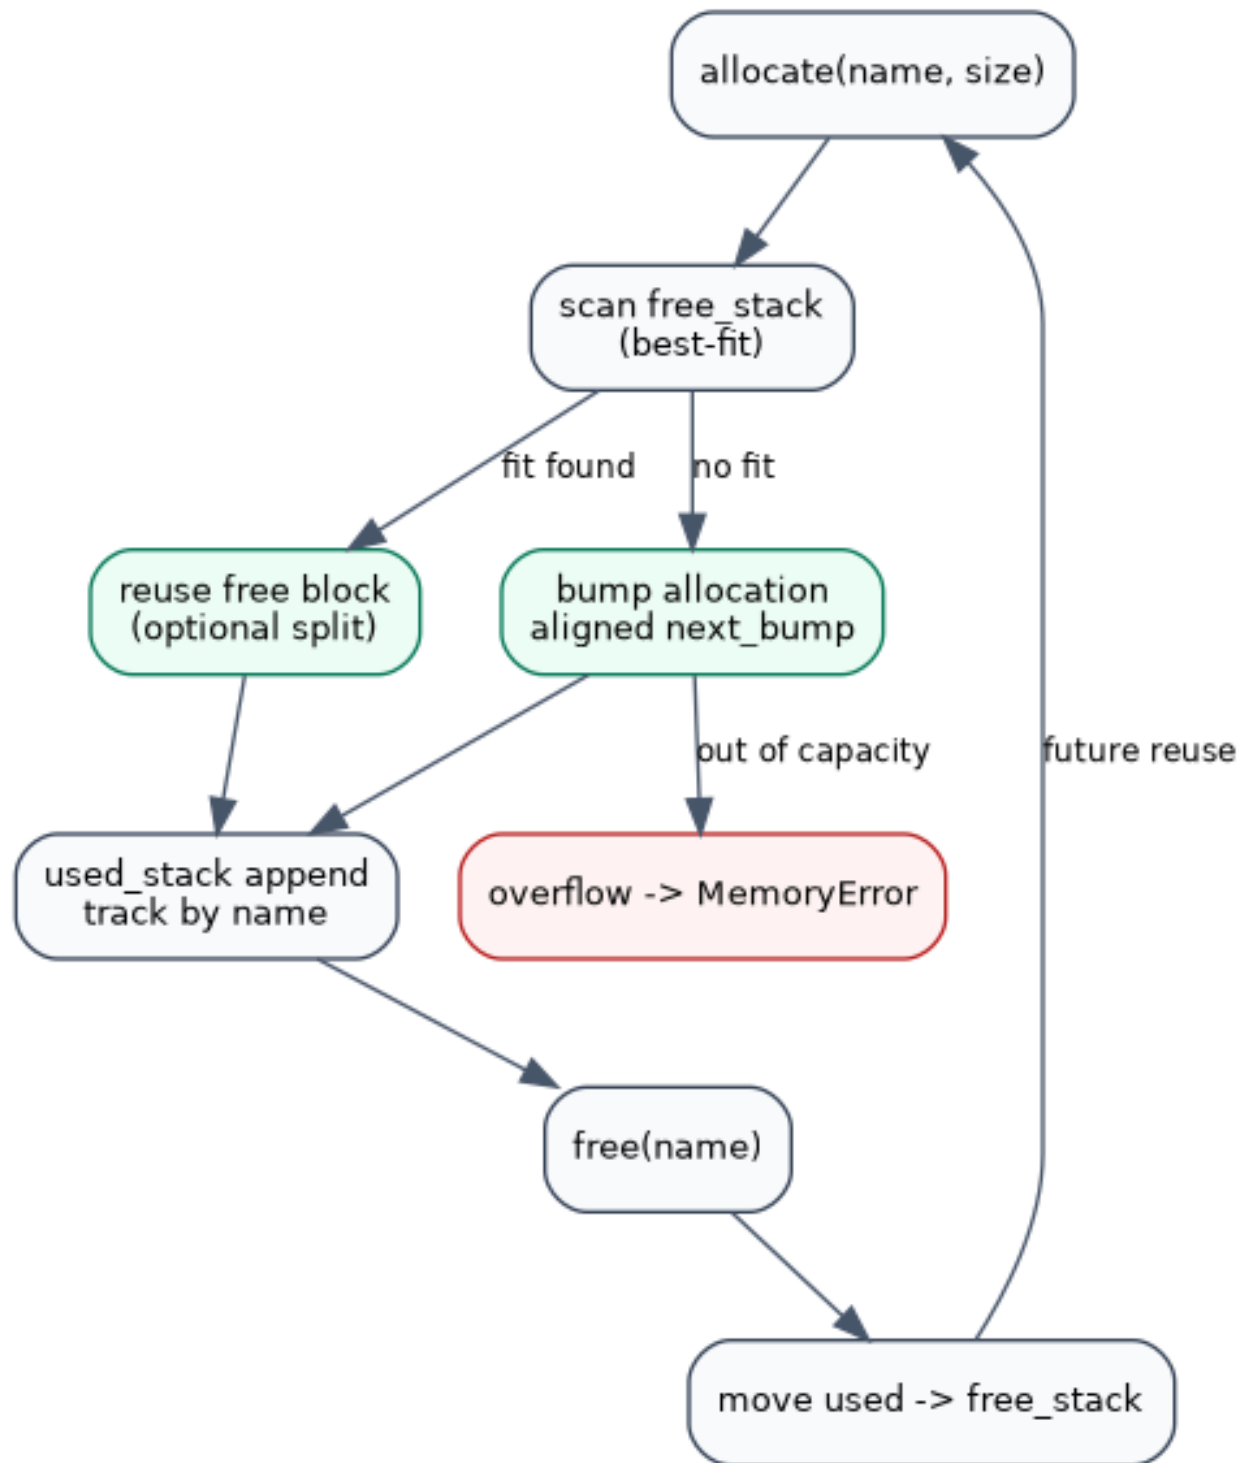 allocate(name, size)
scan free_stack
(best-fit)
fit found
no fit
reuse free block
(optional split)
bump allocation
aligned next_bump
out of capacity
future reuse
used_stack append
track by name
overflow -> MemoryError
free(name)
move used -> free_stack